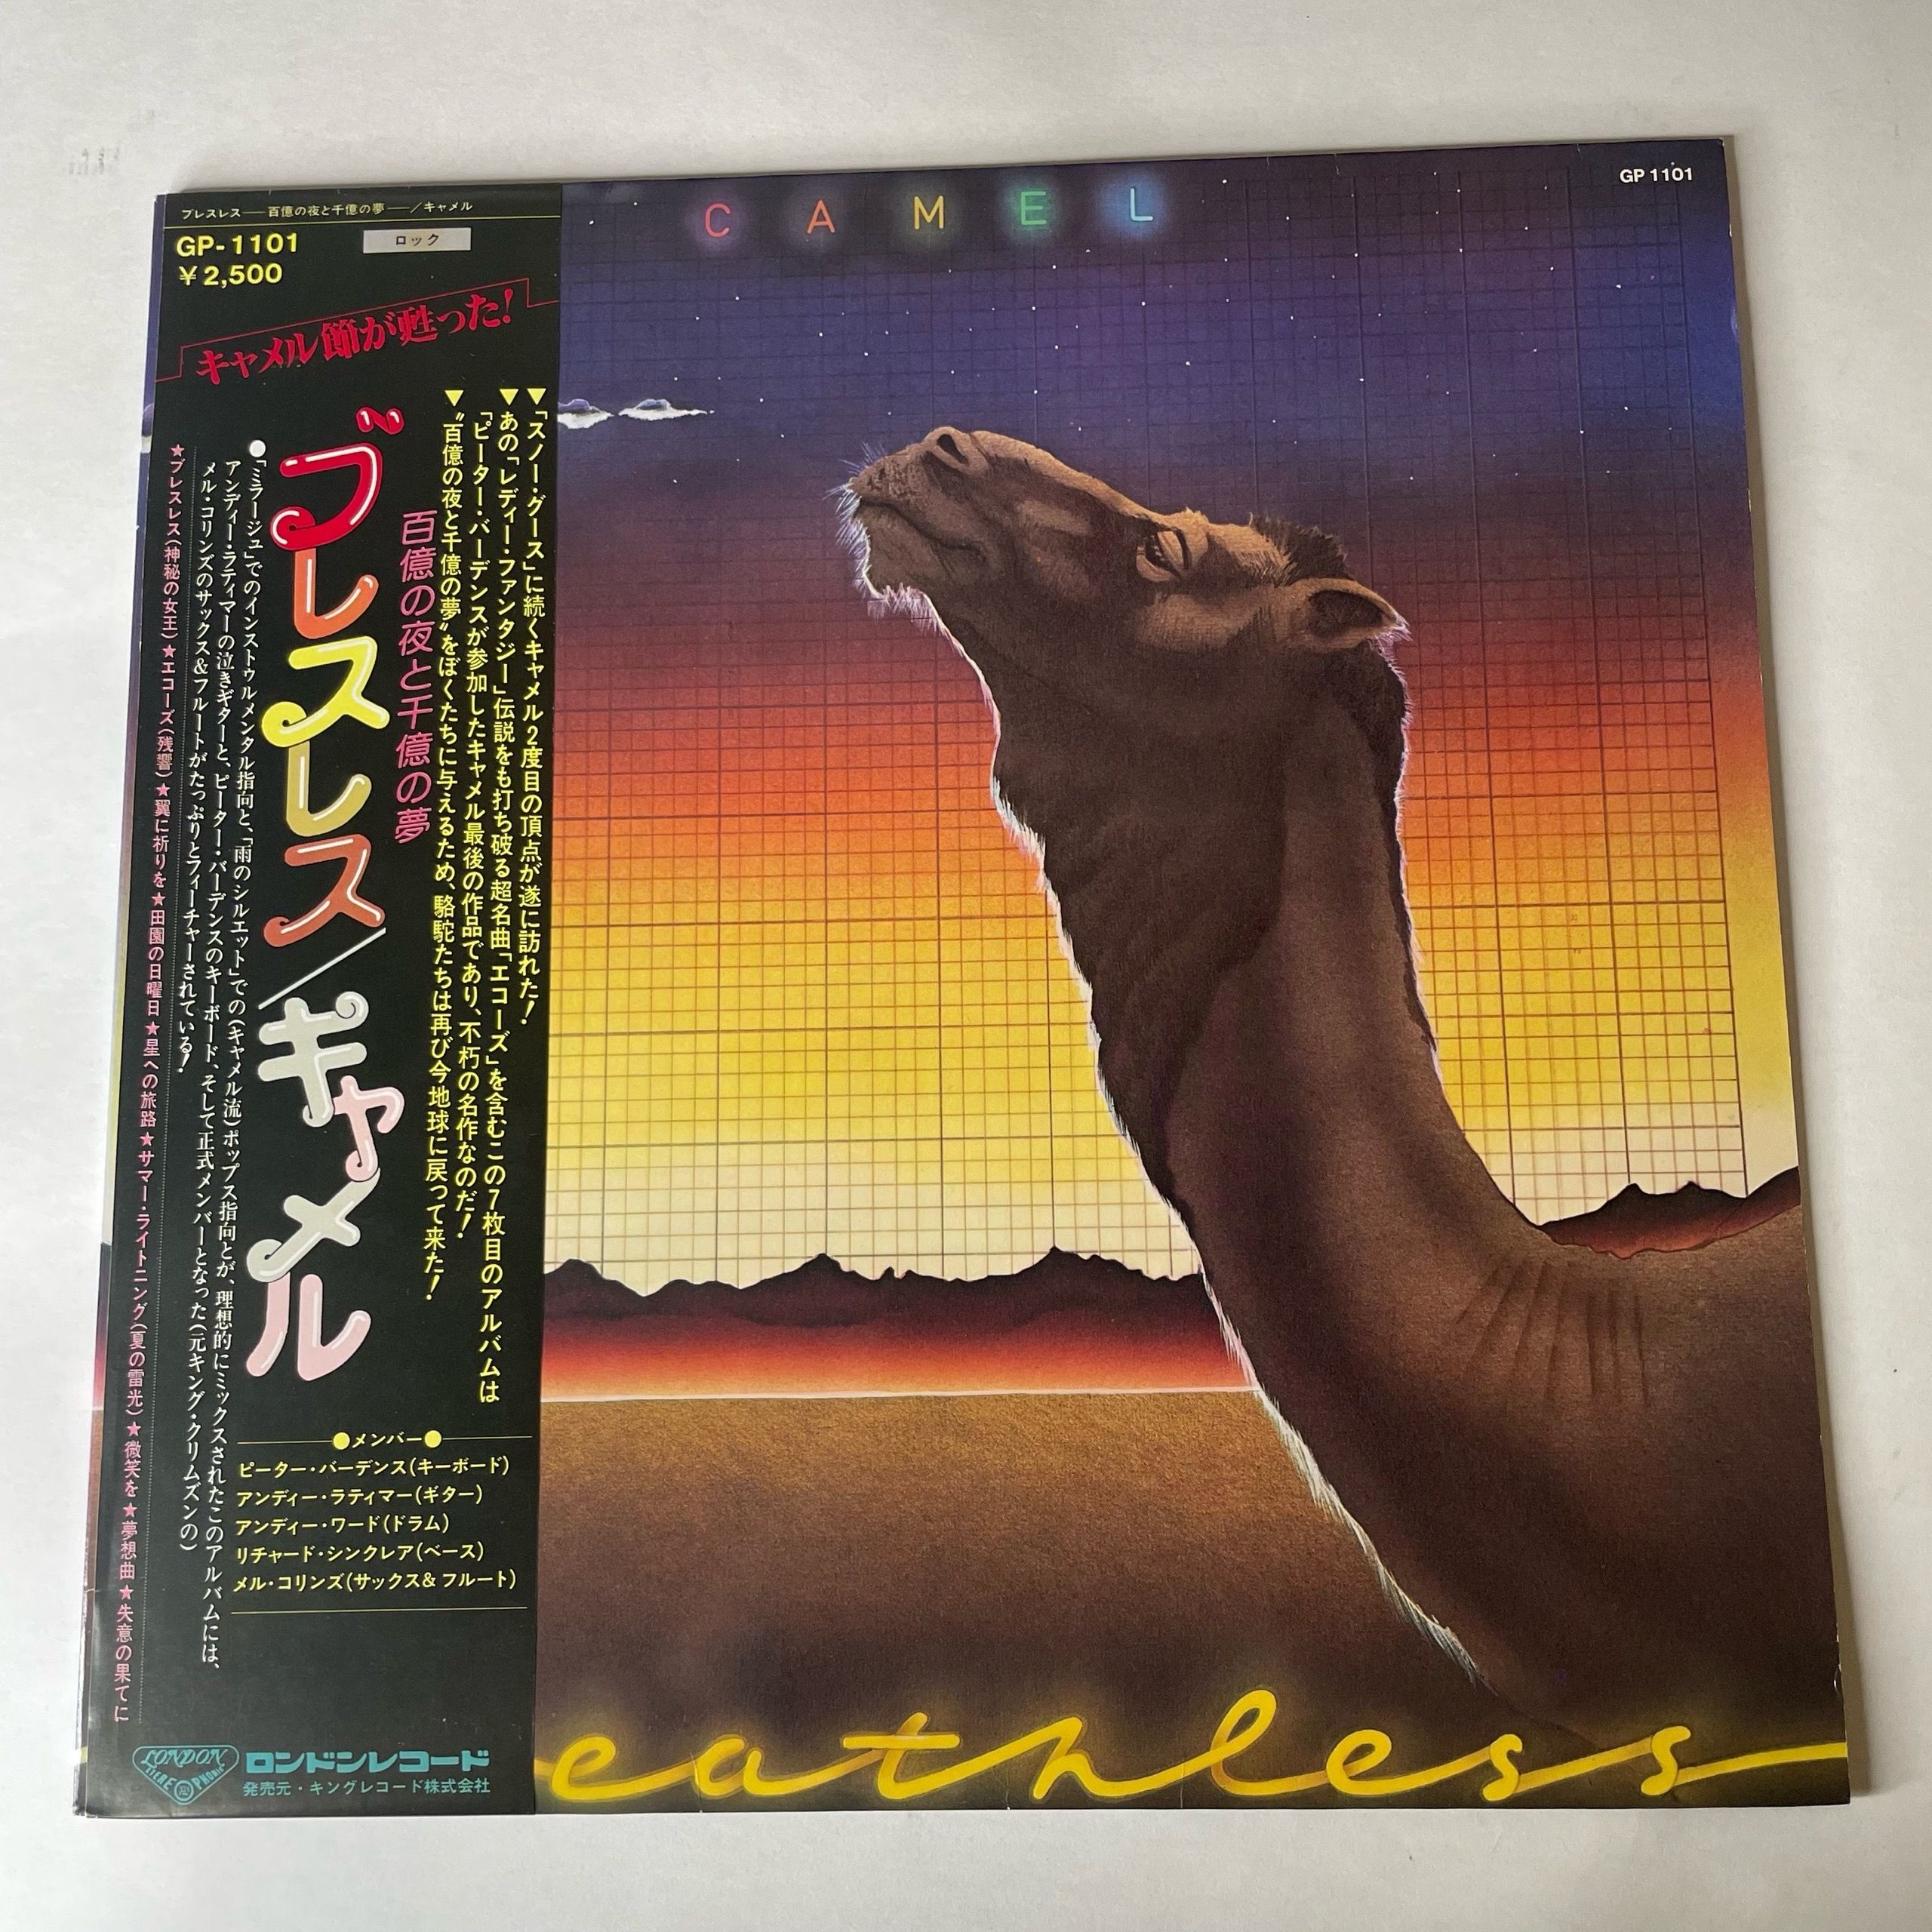 ブレスレス──百億の夜と千億の夢──／キャメル
GP-1101
ロック
¥2,500
キャメル節が甦った！
▼「スノー・グース」に続くキャメル2度目の頂点が遂に訪れた！
▼あの「レディー・ファンタジー」伝説をも打ち破る超名曲「エコーズ」を含むこの7枚目のアルバムは
「ピーター・バーデンスが参加したキャメル最後の作品であり、不朽の名作なのだ！
▼〝百億の夜と千億の夢〟をぼくたちに与えるため、駱駝たちは再び今地球に戻って来た！
百億の夜と千億の夢
ブレスレス／キャメル
●「ミラージュ」でのインストゥルメンタル指向と、「雨のシルエット」での（キャメル流）ポップス指向とが、理想的にミックスされたこのアルバムには、
アンディー・ラティマーの泣きギターと、ピーター・バーデンスのキーボード、そして正式メンバーとなった（元キング・クリムズンの）
メル・コリンズのサックス&フルートがたっぷりとフィーチャーされている！
★ブレスレス（神秘の女王）★エコーズ（残響）★翼に祈りを★田園の日曜日★星への旅路★サマー・ライトニング（夏の雷光）★微笑を★夢想曲★失意の果てに
●メンバー●
ピーター・バーデンス（キーボード）
アンディー・ラティマー（ギター）
アンディー・ワード（ドラム）
リチャード・シンクレア（ベース）
メル・コリンズ（サックス& フルート）
LONDON
ロンドンレコード
発売元・キングレコード株式会社
CAMEL
GP 1101
eathless